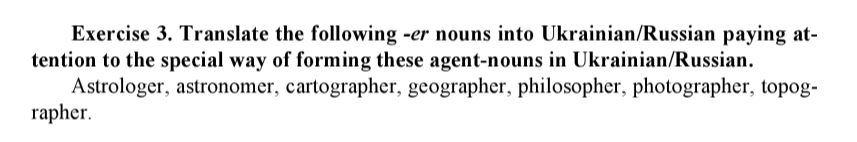 Exercise 3. Translate the following -er nouns into Ukrainian/Russian paying at-
tention to the special way of forming these agent-nouns in Ukrainian/Russian.
Astrologer, astronomer, cartographer, geographer, philosopher, photographer, topog-
rapher.